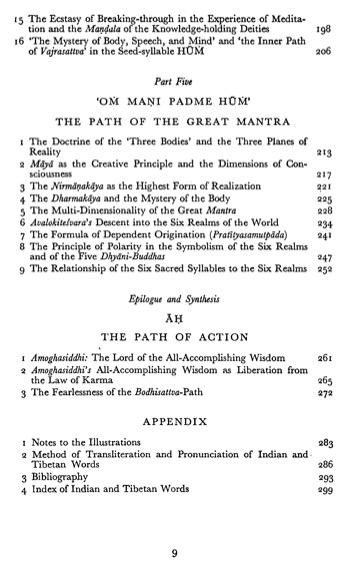 15 The Ecstasy of Breaking-through in the Experience of Medita-
tion and the Maṇḍala of the Knowledge-holding Deities 198
16 'The Mystery of Body, Speech, and Mind' and 'the Inner Path
of Vajrasattva' in the Seed-syllable HŪṀ 206
Part Five
'OṀ MAṆI PADME HŪṀ'
THE PATH OF THE GREAT MANTRA
1 The Doctrine of the 'Three Bodies' and the Three Planes of
Reality 213
2 Māyā as the Creative Principle and the Dimensions of Con-
sciousness 217
3 The Nirmāṇakāya as the Highest Form of Realization 221
4 The Dharmakāya and the Mystery of the Body 225
5 The Multi-Dimensionality of the Great Mantra 228
6 Avalokiteśvara's Descent into the Six Realms of the World 234
7 The Formula of Dependent Origination (Pratītyasamutpāda) 241
8 The Principle of Polarity in the Symbolism of the Six Realms
and of the Five Dhyāni-Buddhas 247
9 The Relationship of the Six Sacred Syllables to the Six Realms 252
Epilogue and Synthesis
ĀḤ
THE PATH OF ACTION
1 Amoghasiddhi: The Lord of the All-Accomplishing Wisdom 261
2 Amoghasiddhi's All-Accomplishing Wisdom as Liberation from
the Law of Karma 265
3 The Fearlessness of the Bodhisattva-Path 272
APPENDIX
1 Notes to the Illustrations 283
2 Method of Transliteration and Pronunciation of Indian and
Tibetan Words 286
3 Bibliography 293
4 Index of Indian and Tibetan Words 299
9